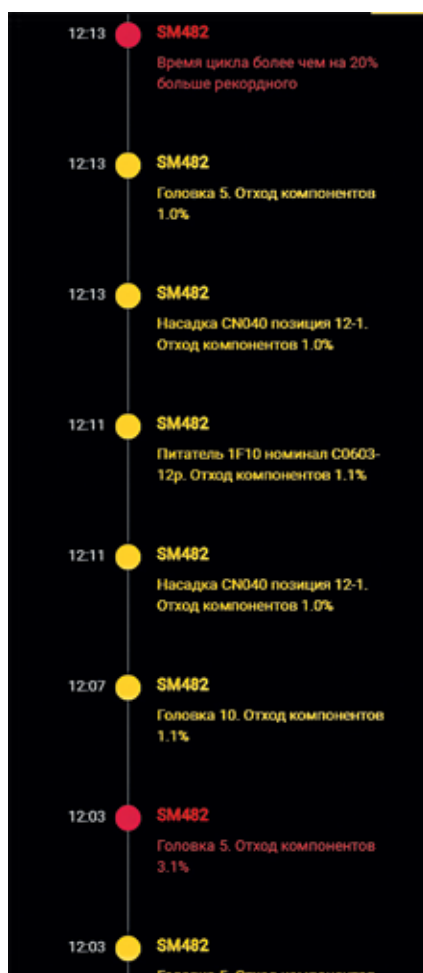 12:13 SM482
Время цикла более чем на 20%
больше рекордного
12:13 SM482
Головка 5. Отход компонентов
1.0%
12:13 SM482
Насадка CN040 позиция 12-1.
Отход компонентов 1.0%
12:11 SM482
Питатель 1F10 номинал C0603-
12p. Отход компонентов 1.1%
12:11 SM482
Насадка CN040 позиция 12-1.
Отход компонентов 1.0%
12:07 SM482
Головка 10. Отход компонентов
1.1%
12:03 SM482
Головка 5. Отход компонентов
3.1%
12:03 SM482